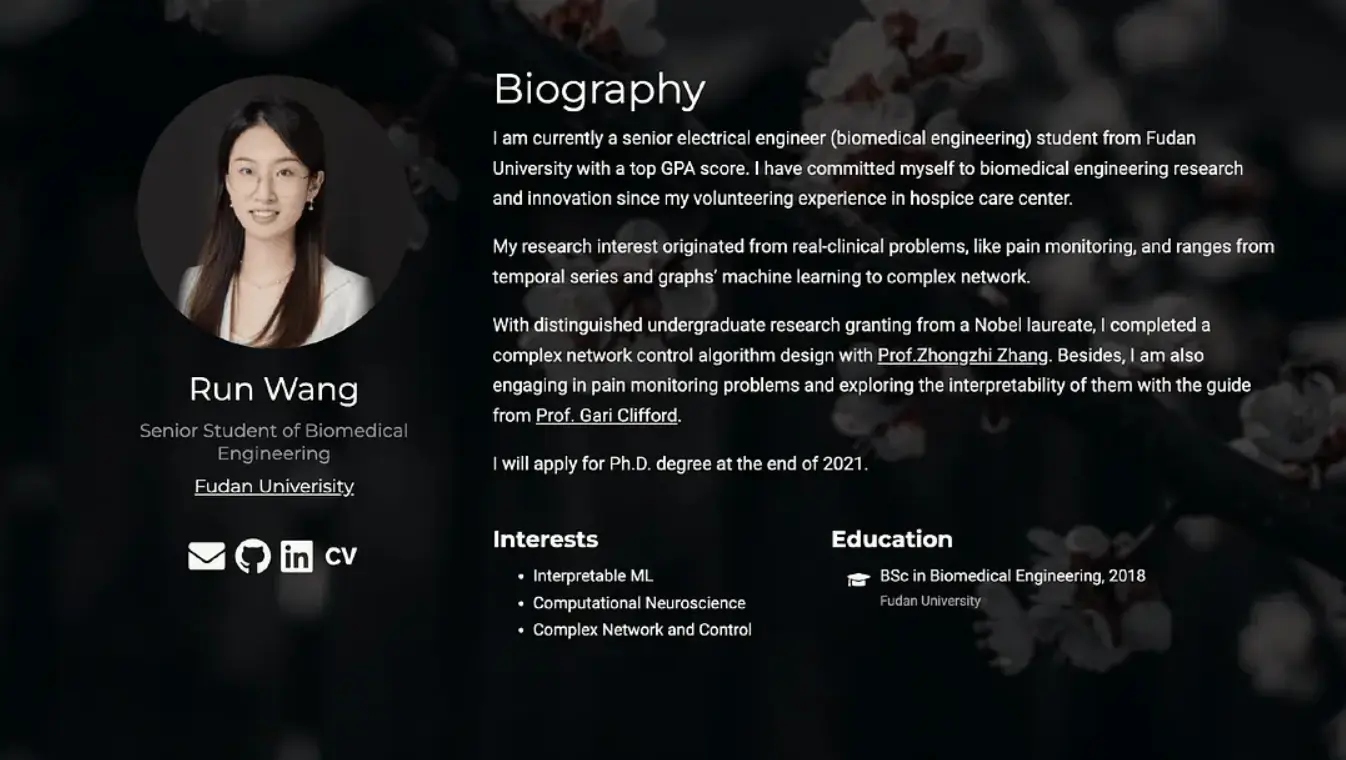 Run Wang
Senior Student of Biomedical
Engineering
Fudan Univerisity
CV
Biography
I am currently a senior electrical engineer (biomedical engineering) student from Fudan
University with a top GPA score. I have committed myself to biomedical engineering research
and innovation since my volunteering experience in hospice care center.
My research interest originated from real-clinical problems, like pain monitoring, and ranges from
temporal series and graphs’ machine learning to complex network.
With distinguished undergraduate research granting from a Nobel laureate, I completed a
complex network control algorithm design with Prof.Zhongzhi Zhang. Besides, I am also
engaging in pain monitoring problems and exploring the interpretability of them with the guide
from Prof. Gari Clifford.
I will apply for Ph.D. degree at the end of 2021.
Interests
• Interpretable ML
• Computational Neuroscience
• Complex Network and Control
Education
BSc in Biomedical Engineering, 2018
Fudan University